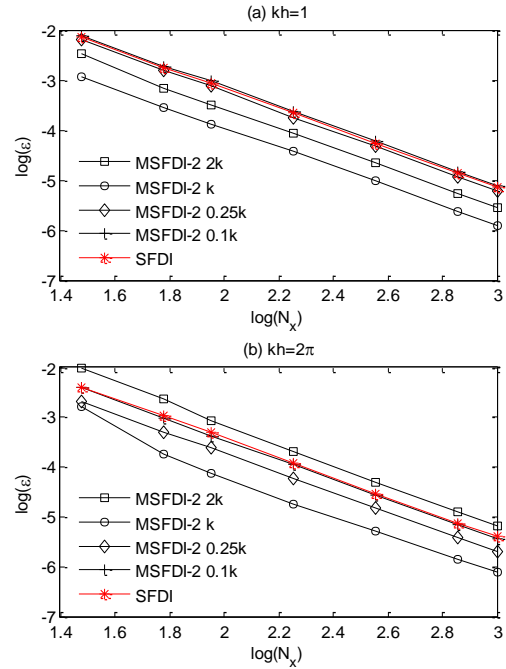 (a) kh=1
-2
-3
-4
-5
-6
-7
log(ε)
MSFDI-2 2k
MSFDI-2 k
MSFDI-2 0.25k
MSFDI-2 0.1k
SFDI
1.4 1.6 1.8 2 2.2 2.4 2.6 2.8 3
log(Nx)
(b) kh=2π
-2
-3
-4
-5
-6
-7
log(ε)
MSFDI-2 2k
MSFDI-2 k
MSFDI-2 0.25k
MSFDI-2 0.1k
SFDI
1.4 1.6 1.8 2 2.2 2.4 2.6 2.8 3
log(Nx)